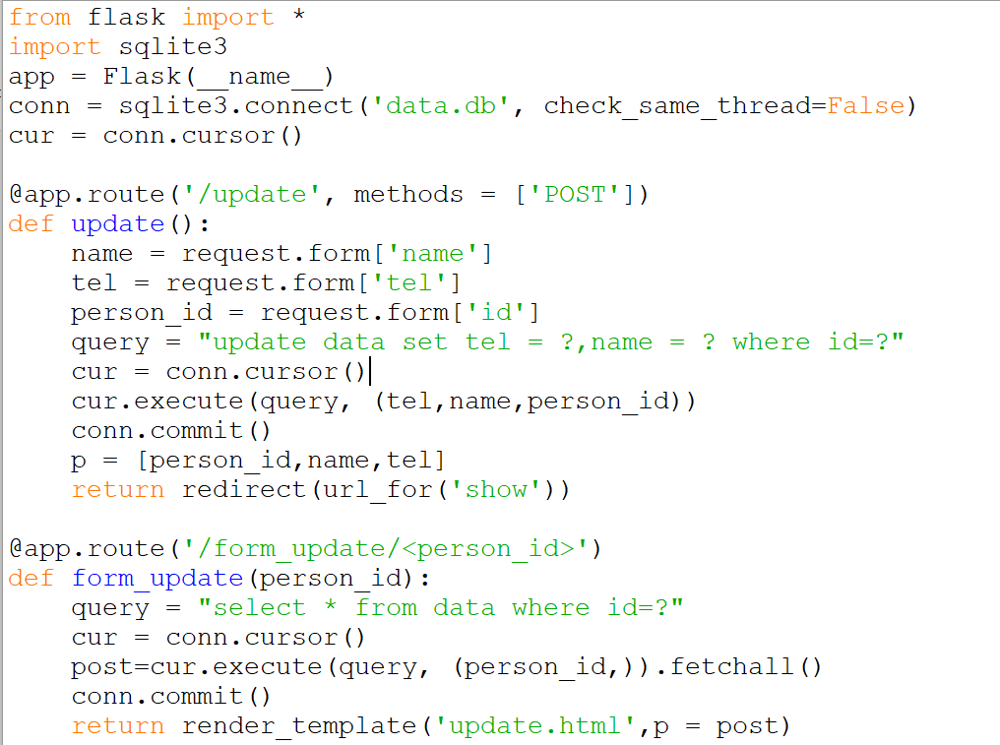 from flask import *
import sqlite3
app = Flask(__name__)
conn = sqlite3.connect('data.db', check_same_thread=False)
cur = conn.cursor()

@app.route('/update', methods = ['POST'])
def update():
    name = request.form['name']
    tel = request.form['tel']
    person_id = request.form['id']
    query = "update data set tel = ?,name = ? where id=?"
    cur = conn.cursor()
    cur.execute(query, (tel,name,person_id))
    conn.commit()
    p = [person_id,name,tel]
    return redirect(url_for('show'))

@app.route('/form_update/<person_id>')
def form_update(person_id):
    query = "select * from data where id=?"
    cur = conn.cursor()
    post=cur.execute(query, (person_id,)).fetchall()
    conn.commit()
    return render_template('update.html',p = post)